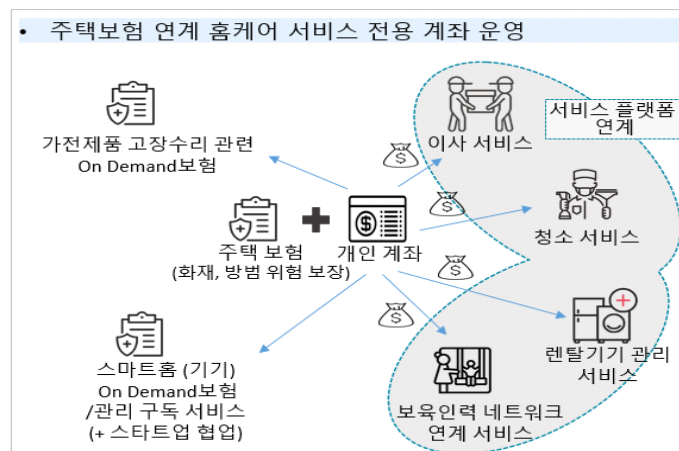 • 주택보험 연계 홈케어 서비스 전용 계좌 운영
서비스 플랫폼
연계
이사 서비스
가전제품 고장수리 관련
On Demand보험
청소 서비스
주택 보험
(화재, 방범 위험 보장)
개인 계좌
렌탈기기 관리
서비스
스마트홈 (기기)
On Demand보험
/관리 구독 서비스
(+ 스타트업 협업)
보육인력 네트워크
연계 서비스